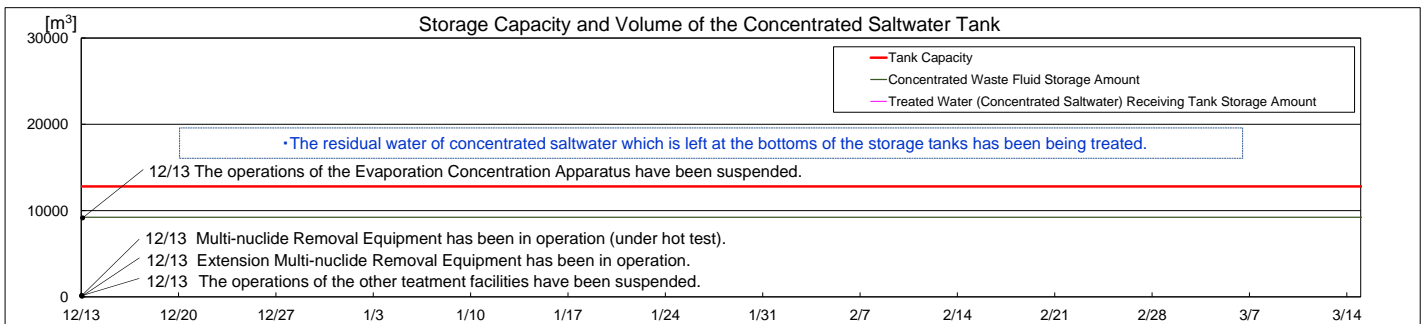 Storage Capacity and Volume of the Concentrated Saltwater Tank
[m³]
30000
Tank Capacity
Concentrated Waste Fluid Storage Amount
Treated Water (Concentrated Saltwater) Receiving Tank Storage Amount
20000
・The residual water of concentrated saltwater which is left at the bottoms of the storage tanks has been being treated.
12/13 The operations of the Evaporation Concentration Apparatus have been suspended.
10000
12/13 Multi-nuclide Removal Equipment has been in operation (under hot test).
12/13 Extension Multi-nuclide Removal Equipment has been in operation.
12/13 The operations of the other teatment facilities have been suspended.
0
12/13 12/20 12/27 1/3 1/10 1/17 1/24 1/31 2/7 2/14 2/21 2/28 3/7 3/14